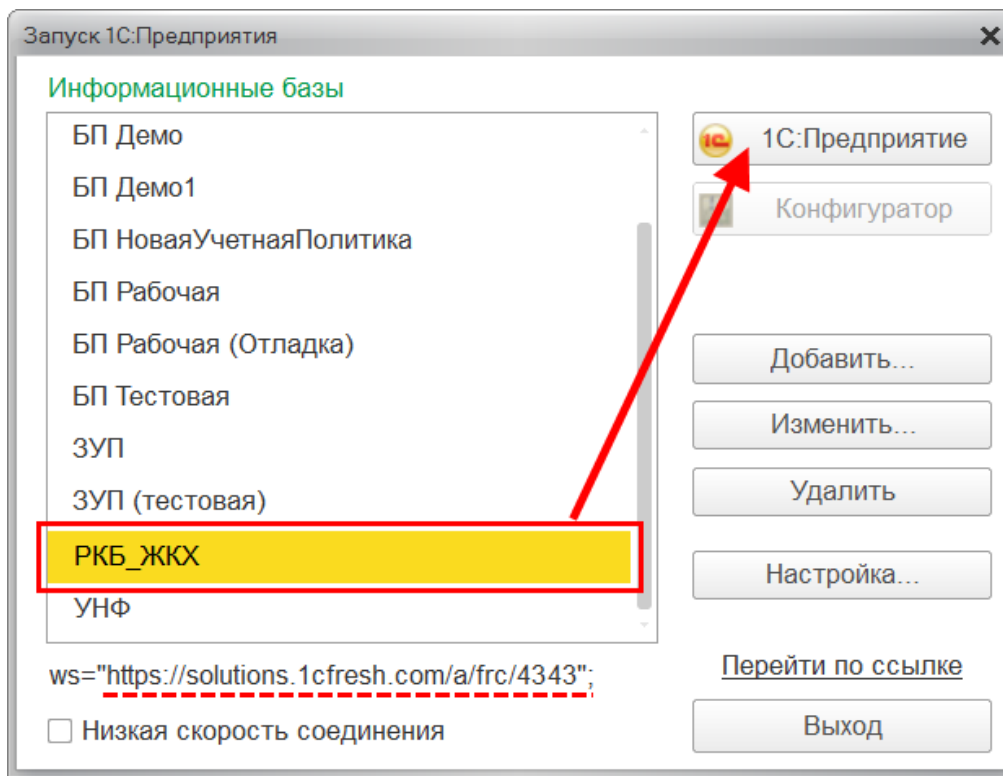 Запуск 1С:Предприятия
Информационные базы
БП Демо
БП Демо1
БП НоваяУчетнаяПолитика
БП Рабочая
БП Рабочая (Отладка)
БП Тестовая
ЗУП
ЗУП (тестовая)
РКБ_ЖКХ
УНФ
ws="https://solutions.1cfresh.com/a/frc/4343";
Низкая скорость соединения
1С:Предприятие
Конфигуратор
Добавить...
Изменить...
Удалить
Настройка...
Перейти по ссылке
Выход